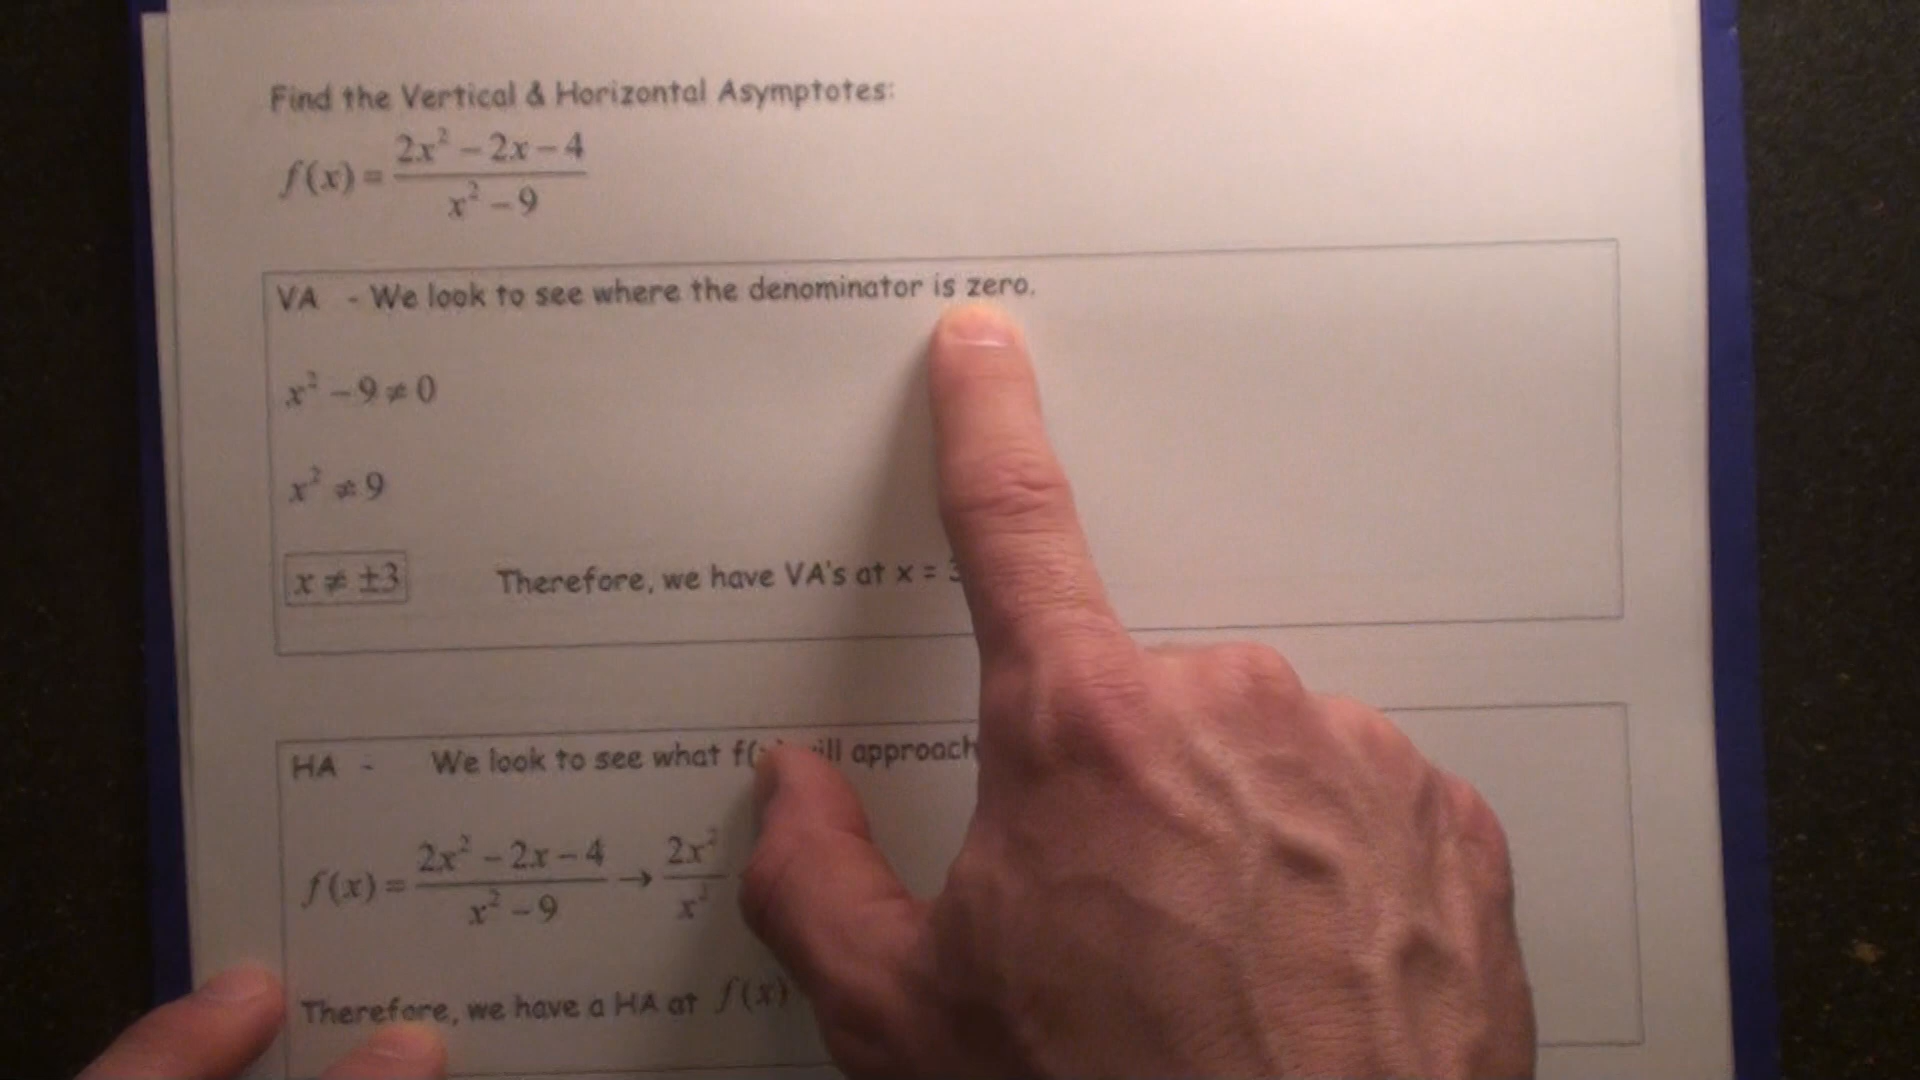 Find the Vertical & Horizontal Asymptotes:
f(x) = (2x² - 2x - 4) / (x² - 9)
VA - We look to see where the denominator is zero.
x² - 9 ≠ 0
x² ≠ 9
x ≠ ±3 Therefore, we have VA's at x = 3
HA - We look to see what approach
f(x) = (2x² - 2x - 4) / (x² - 9) → 2x² / x²
Therefore, we have a HA at f(x)